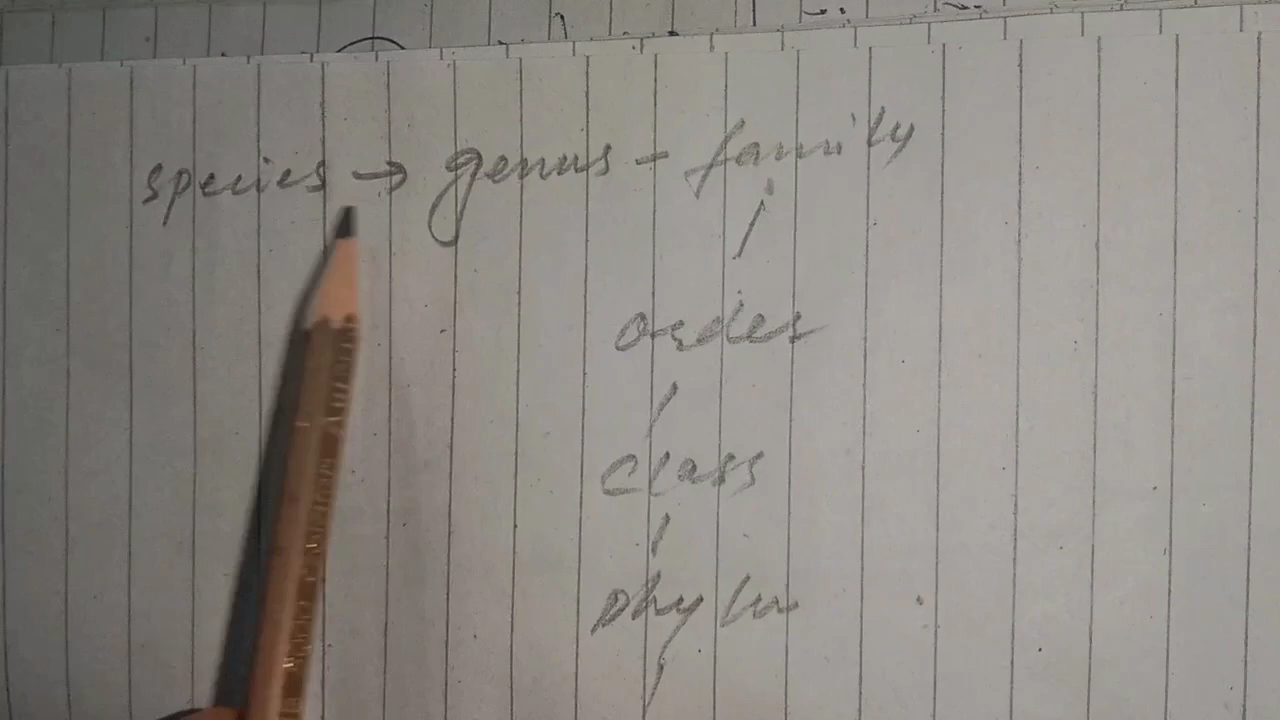 species → genus - family
order
class
phyla